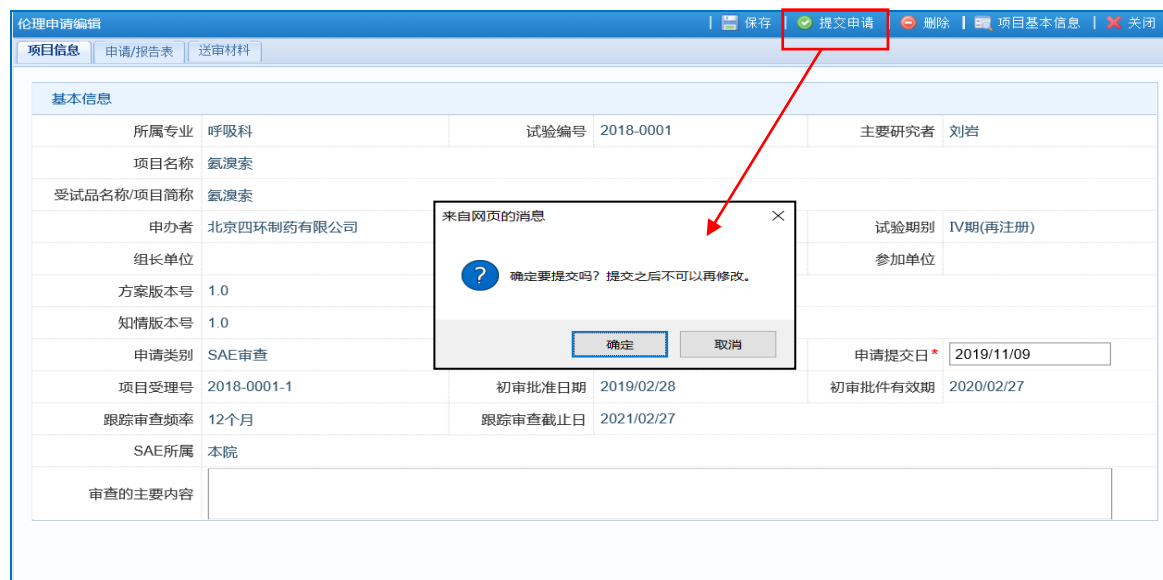 伦理申请编辑 | 保存 | 提交申请 | 删除 | 项目基本信息 | 关闭
项目信息 申请/报告表 送审材料
基本信息
所属专业 呼吸科 试验编号 2018-0001 主要研究者 刘岩
项目名称 氨溴索
受试品名称/项目简称 氨溴索
申办者 北京四环制药有限公司 试验期别 IV期(再注册)
组长单位 参加单位
方案版本号 1.0
知情版本号 1.0
申请类别 SAE审查 申请提交日* 2019/11/09
项目受理号 2018-0001-1 初审批准日期 2019/02/28 初审批件有效期 2020/02/27
跟踪审查频率 12个月 跟踪审查截止日 2021/02/27
SAE所属 本院
审查的主要内容
来自网页的消息
确定要提交吗？提交之后不可以再修改。
确定 取消